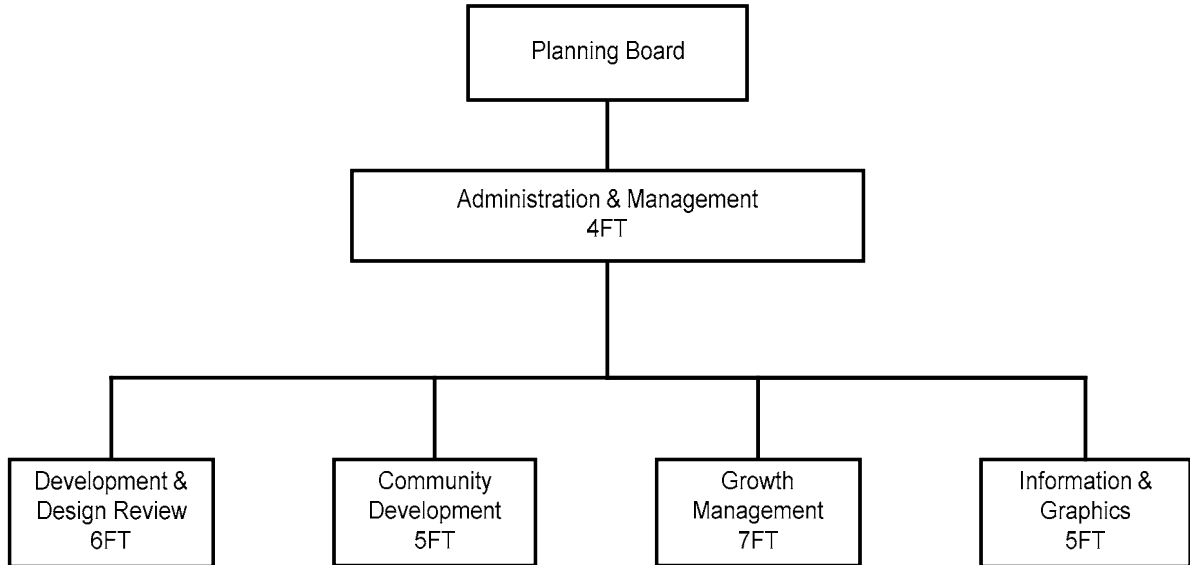 Planning Board
Administration & Management
4FT
Development &
Design Review
6FT
Community
Development
5FT
Growth
Management
7FT
Information &
Graphics
5FT